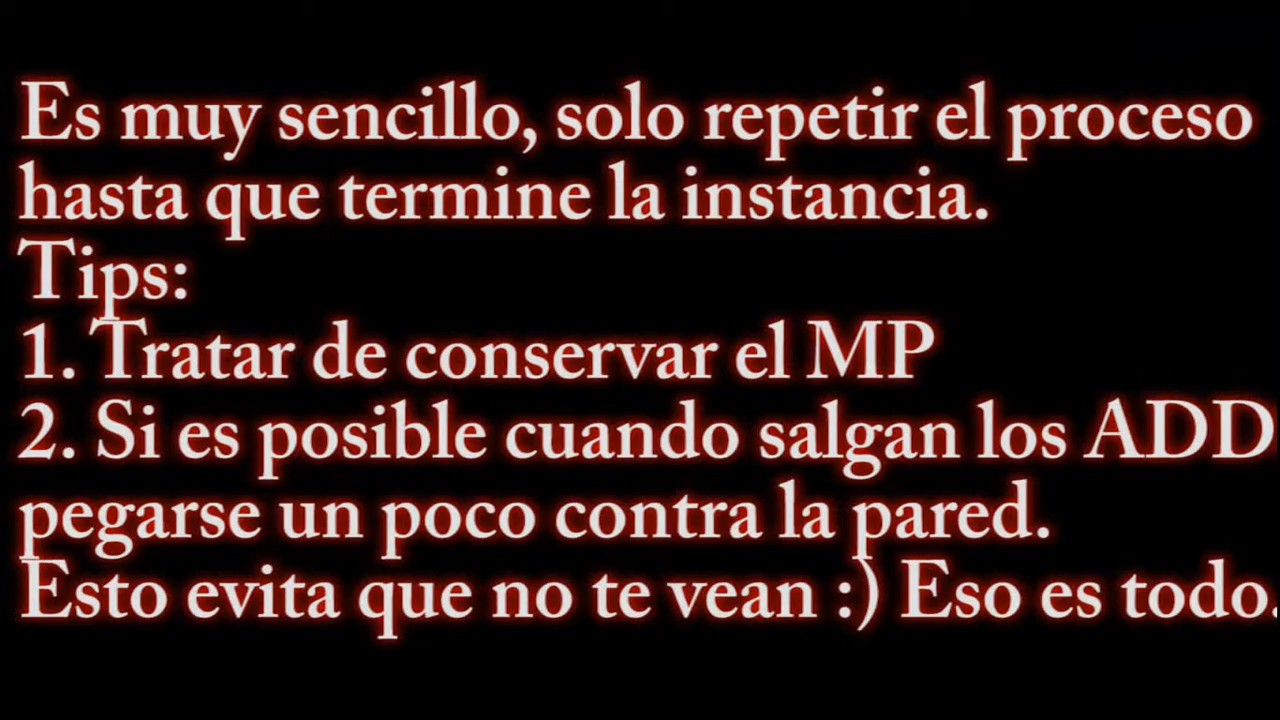 Es muy sencillo, solo repetir el proceso
hasta que termine la instancia.
Tips:
1. Tratar de conservar el MP
2. Si es posible cuando salgan los ADD
pegarse un poco contra la pared.
Esto evita que no te vean :) Eso es todo.